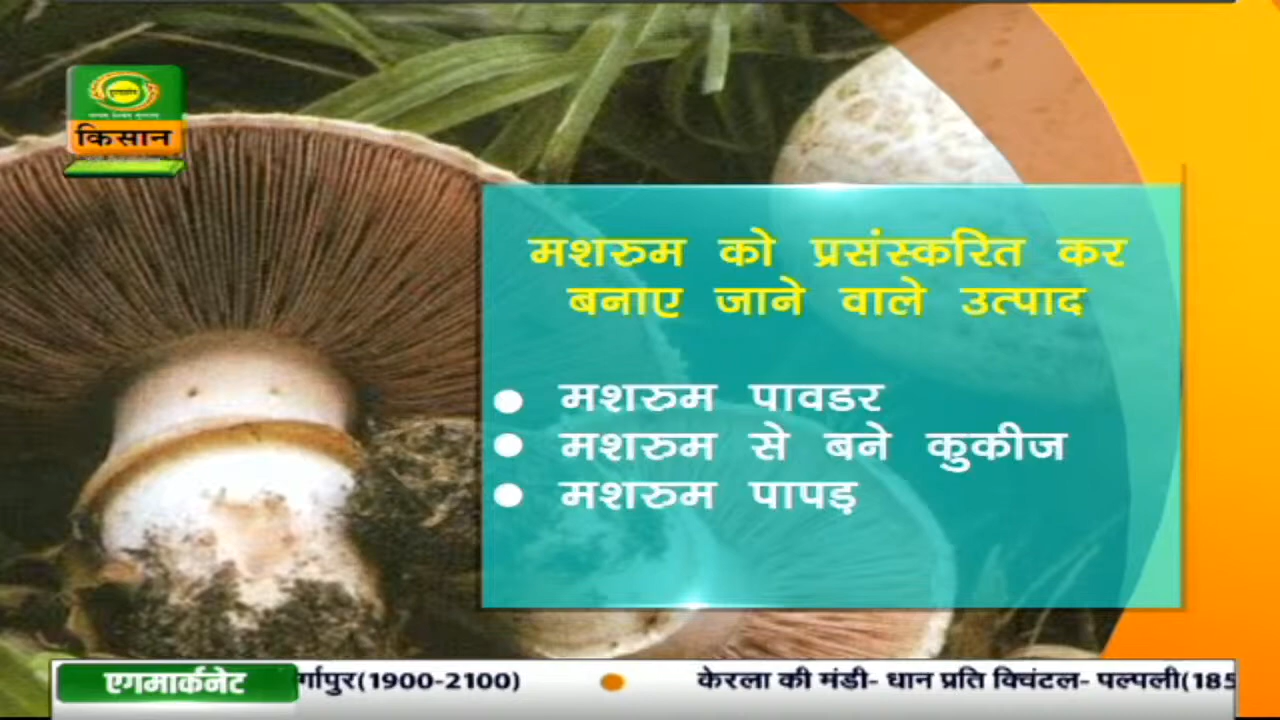 किसान
मशरुम को प्रसंस्करित कर
बनाए जाने वाले उत्पाद
मशरुम पावडर
मशरुम से बने कुकीज
मशरुम पापड़
एगमार्कनेट
र्गापुर(1900-2100)
केरला की मंडी- धान प्रति क्विंटल- पल्पली(185